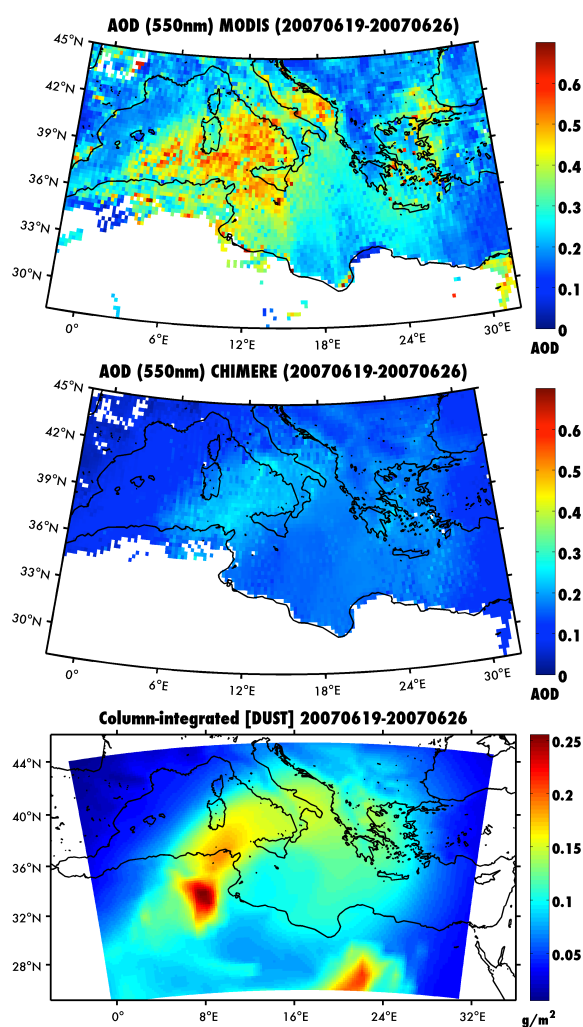 AOD (550nm) MODIS (20070619-20070626)
45°N
42°N
39°N
36°N
33°N
30°N
0°
6°E
12°E
18°E
24°E
30°E
0.6
0.5
0.4
0.3
0.2
0.1
0
AOD
AOD (550nm) CHIMERE (20070619-20070626)
45°N
42°N
39°N
36°N
33°N
30°N
0°
6°E
12°E
18°E
24°E
30°E
0.6
0.5
0.4
0.3
0.2
0.1
0
AOD
Column-integrated [DUST] 20070619-20070626
44°N
40°N
36°N
32°N
28°N
0°
8°E
16°E
24°E
32°E
0.25
0.2
0.15
0.1
0.05
g/m²